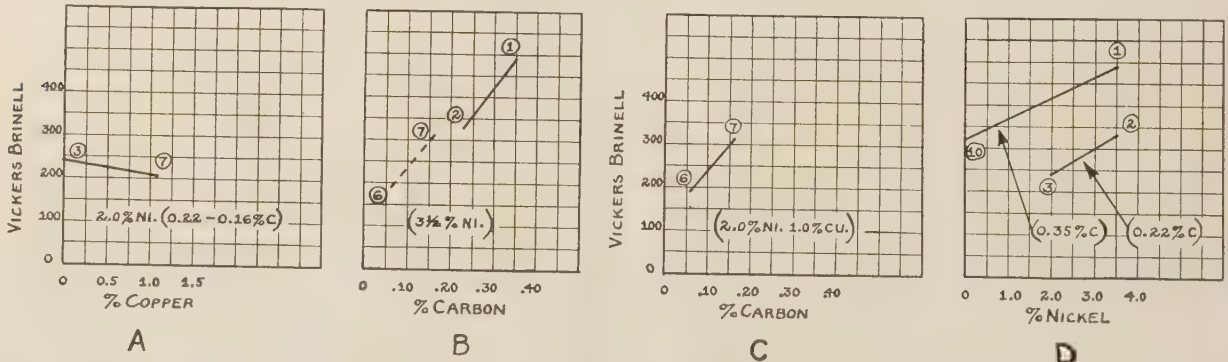 VICKERS BRINELL
400
300
200
100
0
③
⑦
2.0% NI. (0.22-0.16%C)
0 0.5 1.0 1.5
% COPPER
A
①
②
⑦
⑥
(3½% NI.)
0 .10 .20 .30 .40
% CARBON
B
VICKERS BRINELL
400
300
200
100
0
⑦
⑥
(2.0% NI. 1.0% CU.)
0 .10 .20 .30 .40
% CARBON
C
①
②
⑩
③
(0.35% C) (0.22% C)
0 1.0 2.0 3.0 4.0
% NICKEL
D